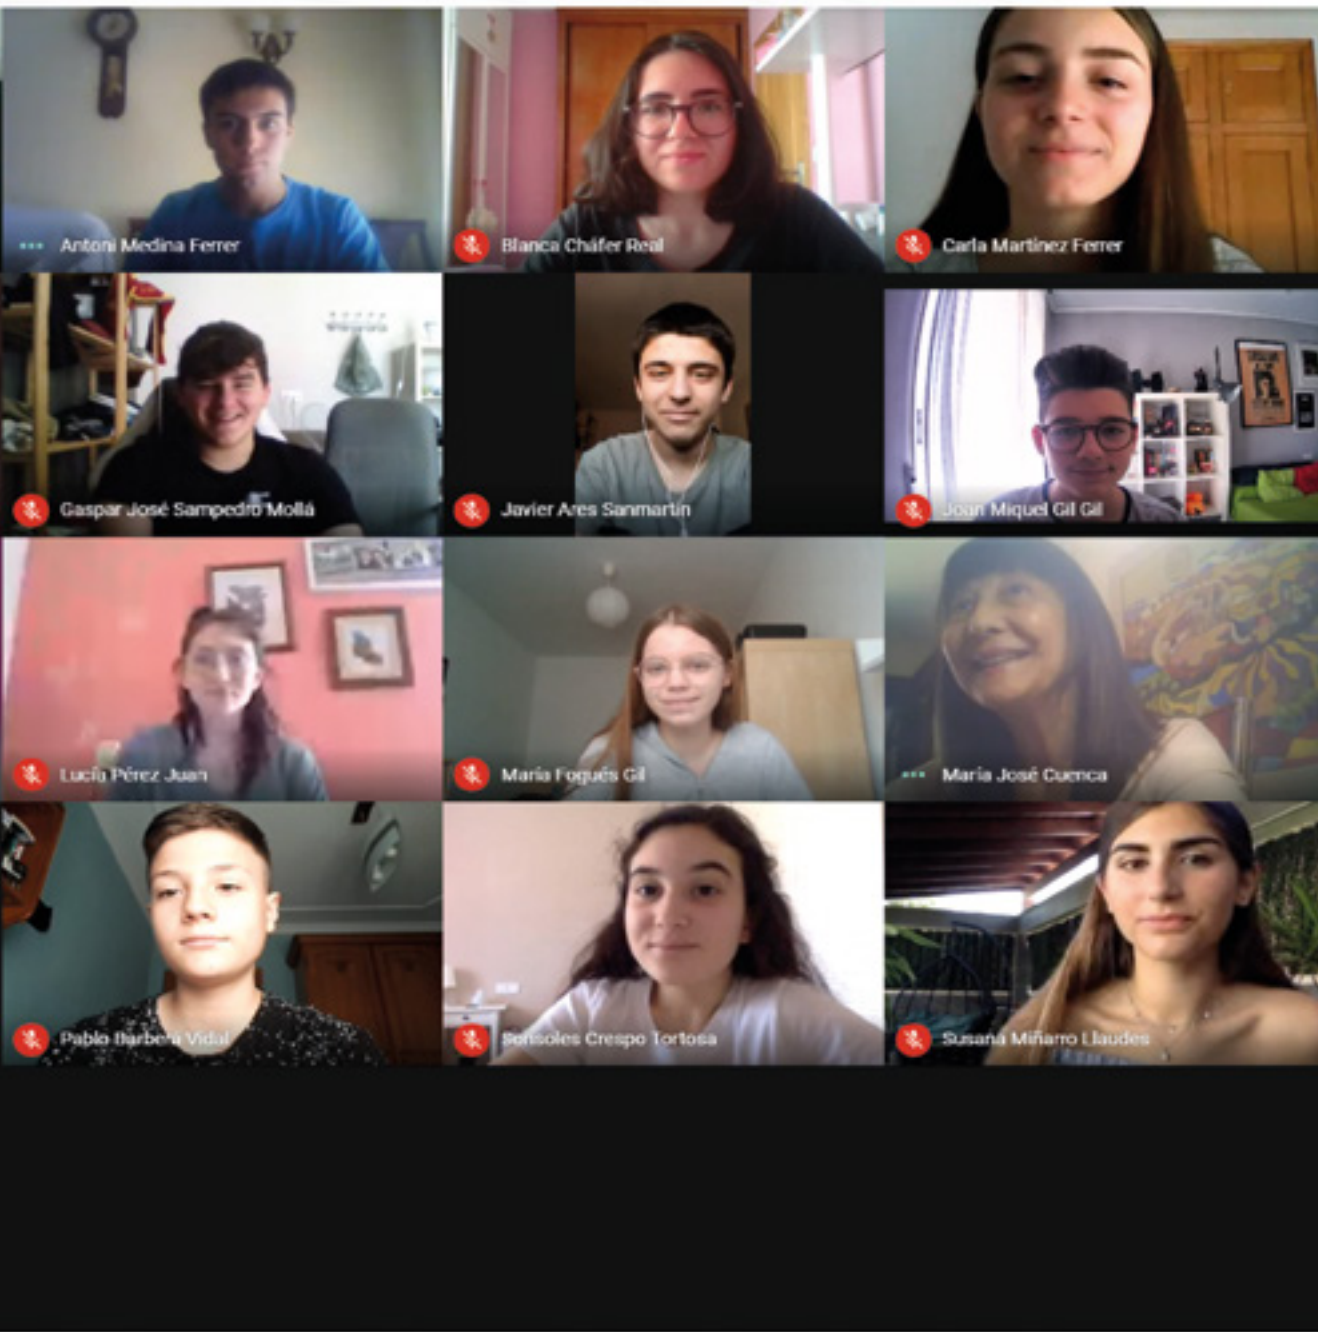 Antoni Medina Ferrer
Blanca Cháfer Real
Carla Martínez Ferrer
Gaspar José Sampedro Mollá
Javier Ares Sanmartín
Joan Miquel Gil Gil
Lucía Pérez Juan
María Fogués Gil
María José Cuenca
Pablo Barberá Vidal
Sonsoles Crespo Tortosa
Susana Miñarro Llaudes